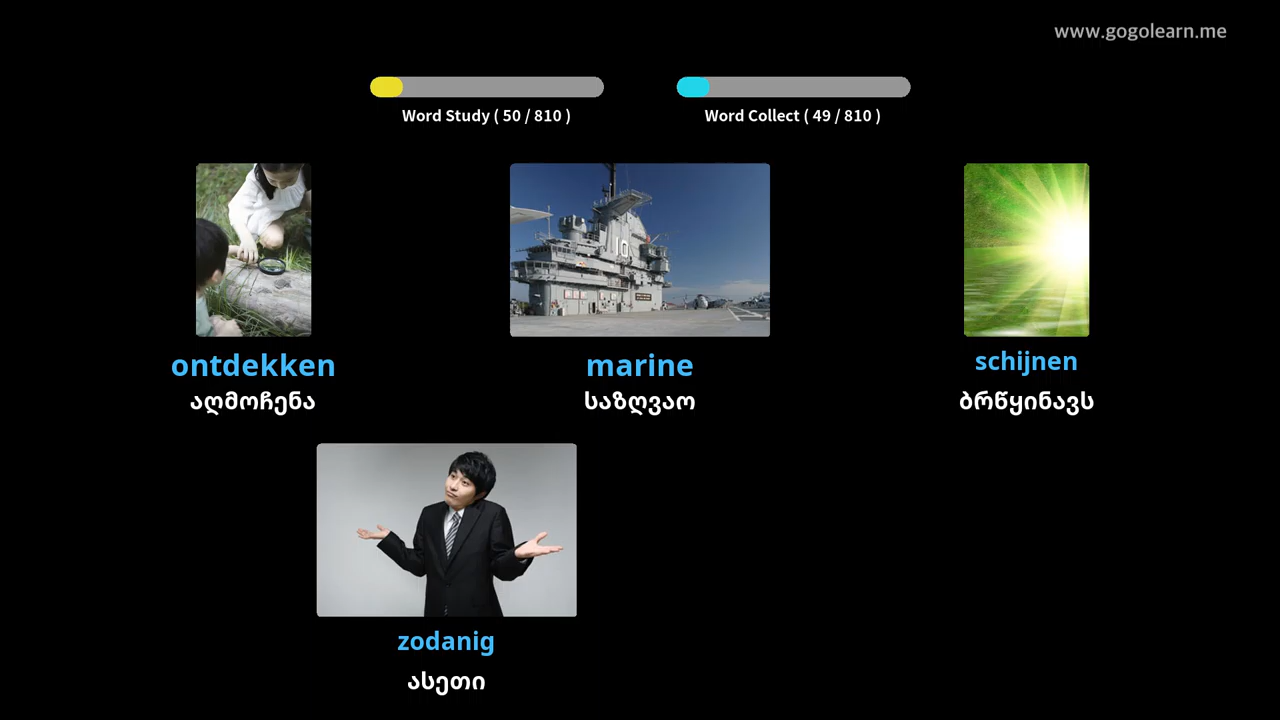 www.gogolearn.me
Word Study ( 50 / 810 )
Word Collect ( 49 / 810 )
ontdekken
marine
schijnen
აღმოჩენა
საზღვაო
ბრწყინავს
10
zodanig
ასეთი